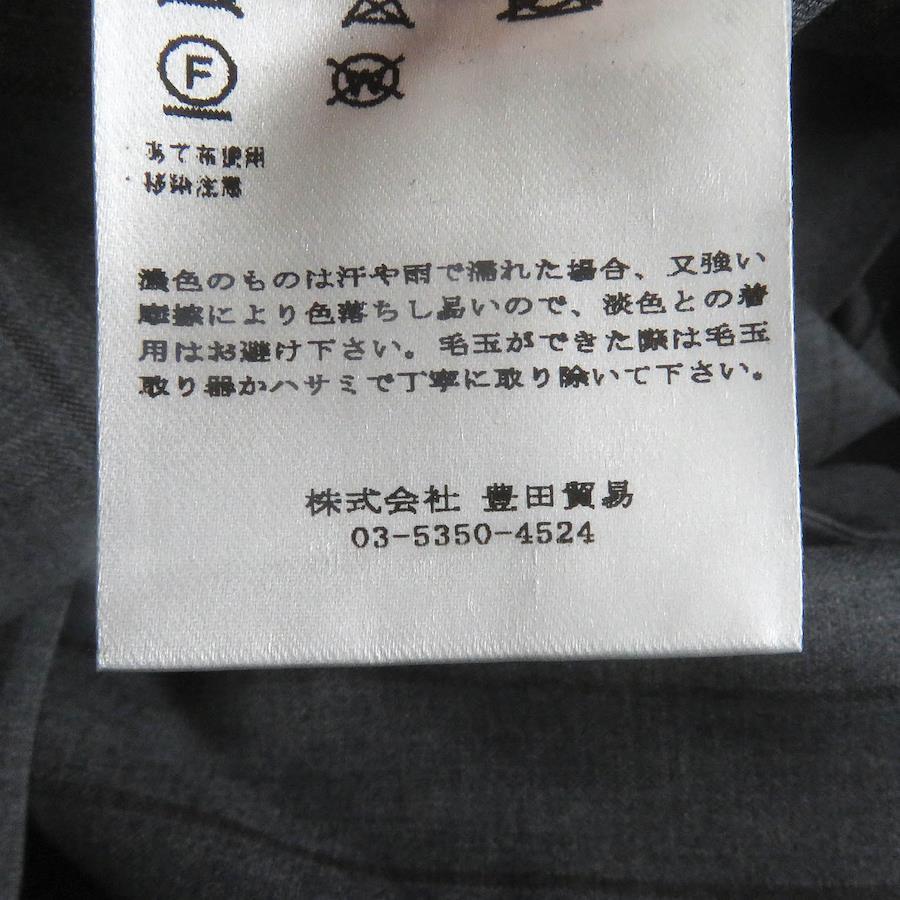 F
W
あて布使用
移染注意
濃色のものは汗や雨で濡れた場合、又強い
摩擦により色落ちし易いので、淡色との着
用はお避け下さい。毛玉ができた際は毛玉
取り器かハサミで丁寧に取り除いて下さい。
株式会社 豊田貿易
03-5350-4524